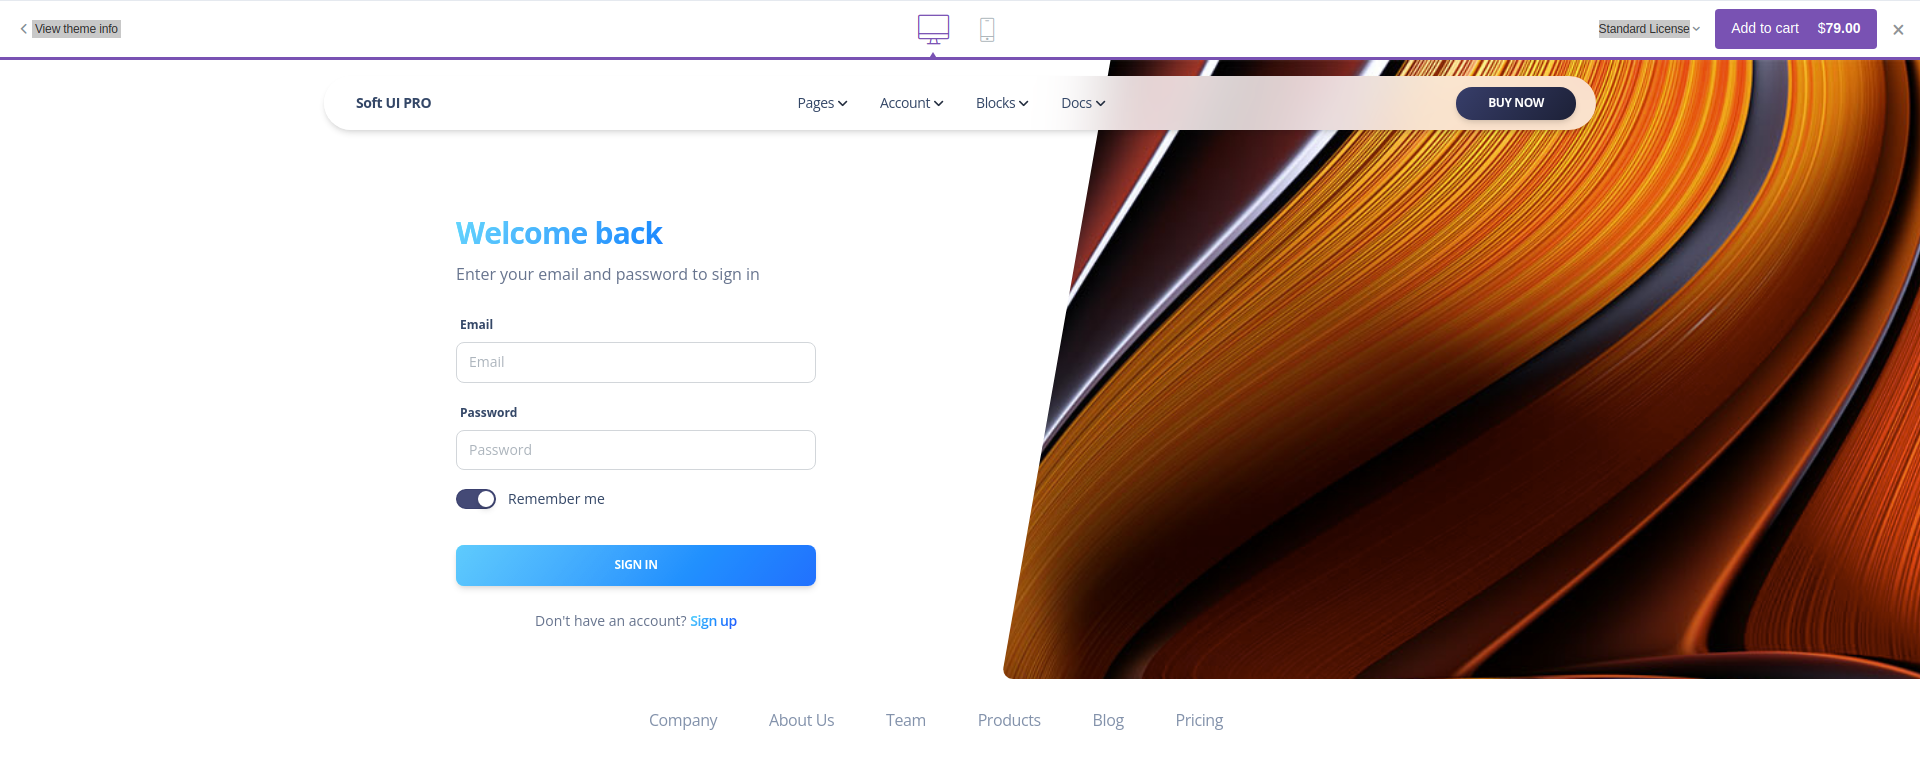 View theme info
Standard License
Add to cart $79.00
Soft UI PRO
Pages
Account
Blocks
Docs
BUY NOW
Welcome back
Enter your email and password to sign in
Email
Email
Password
Password
Remember me
SIGN IN
Don't have an account? Sign up
Company
About Us
Team
Products
Blog
Pricing